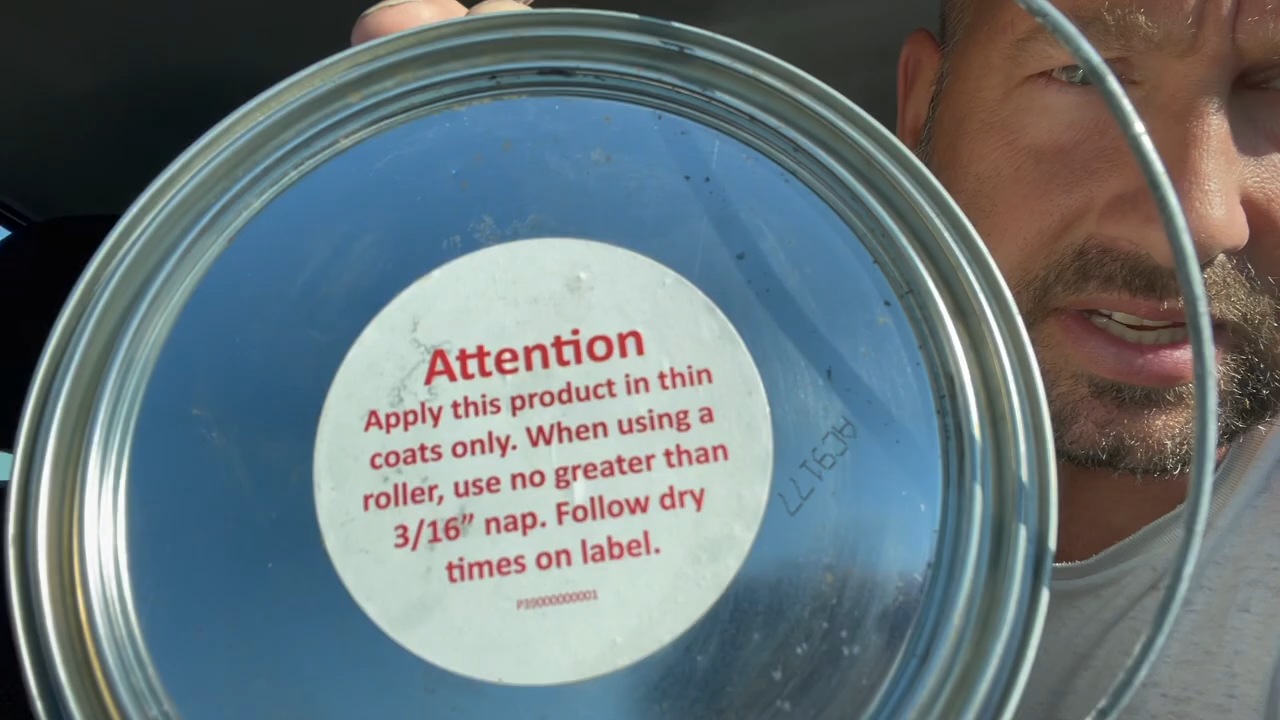 Attention
Apply this product in thin
coats only. When using a
roller, use no greater than
3/16" nap. Follow dry
times on label.
P39000000001
AC9177